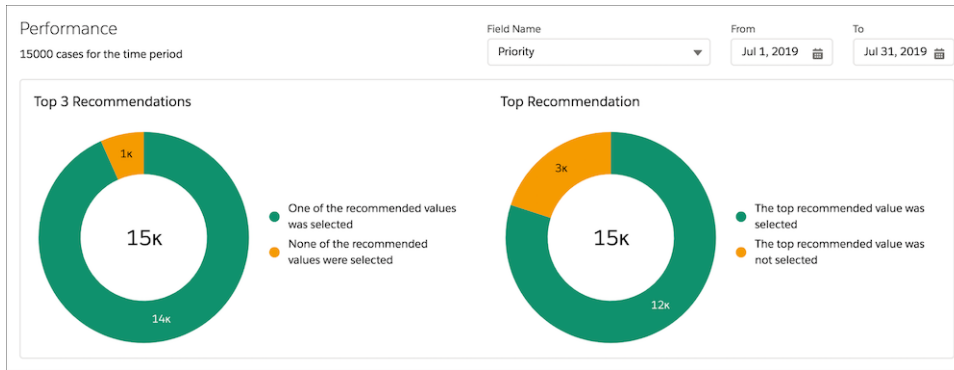 Performance
15000 cases for the time period
Field Name
Priority
From
Jul 1, 2019
To
Jul 31, 2019
Top 3 Recommendations
1K
15K
14K
One of the recommended values
was selected
None of the recommended
values were selected
Top Recommendation
3K
15K
12K
The top recommended value was
selected
The top recommended value was
not selected